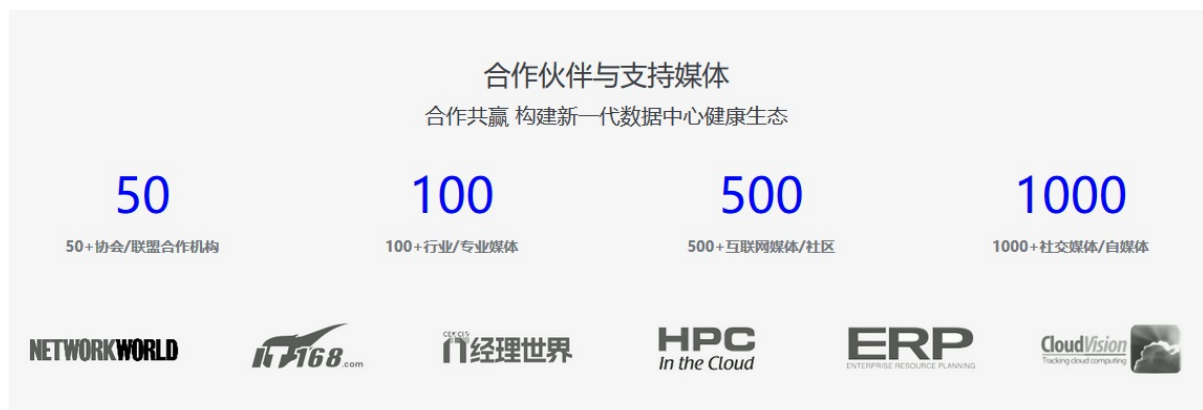 合作伙伴与支持媒体
合作共赢 构建新一代数据中心健康生态
50
100
500
1000
50+协会/联盟合作机构
100+行业/专业媒体
500+互联网媒体/社区
1000+社交媒体/自媒体
NETWORKWORLD
IT168.com
IT经理世界
HPC
In the Cloud
ERP
ENTERPRISE RESOURCE PLANNING
CloudVision
Tracking cloud computing